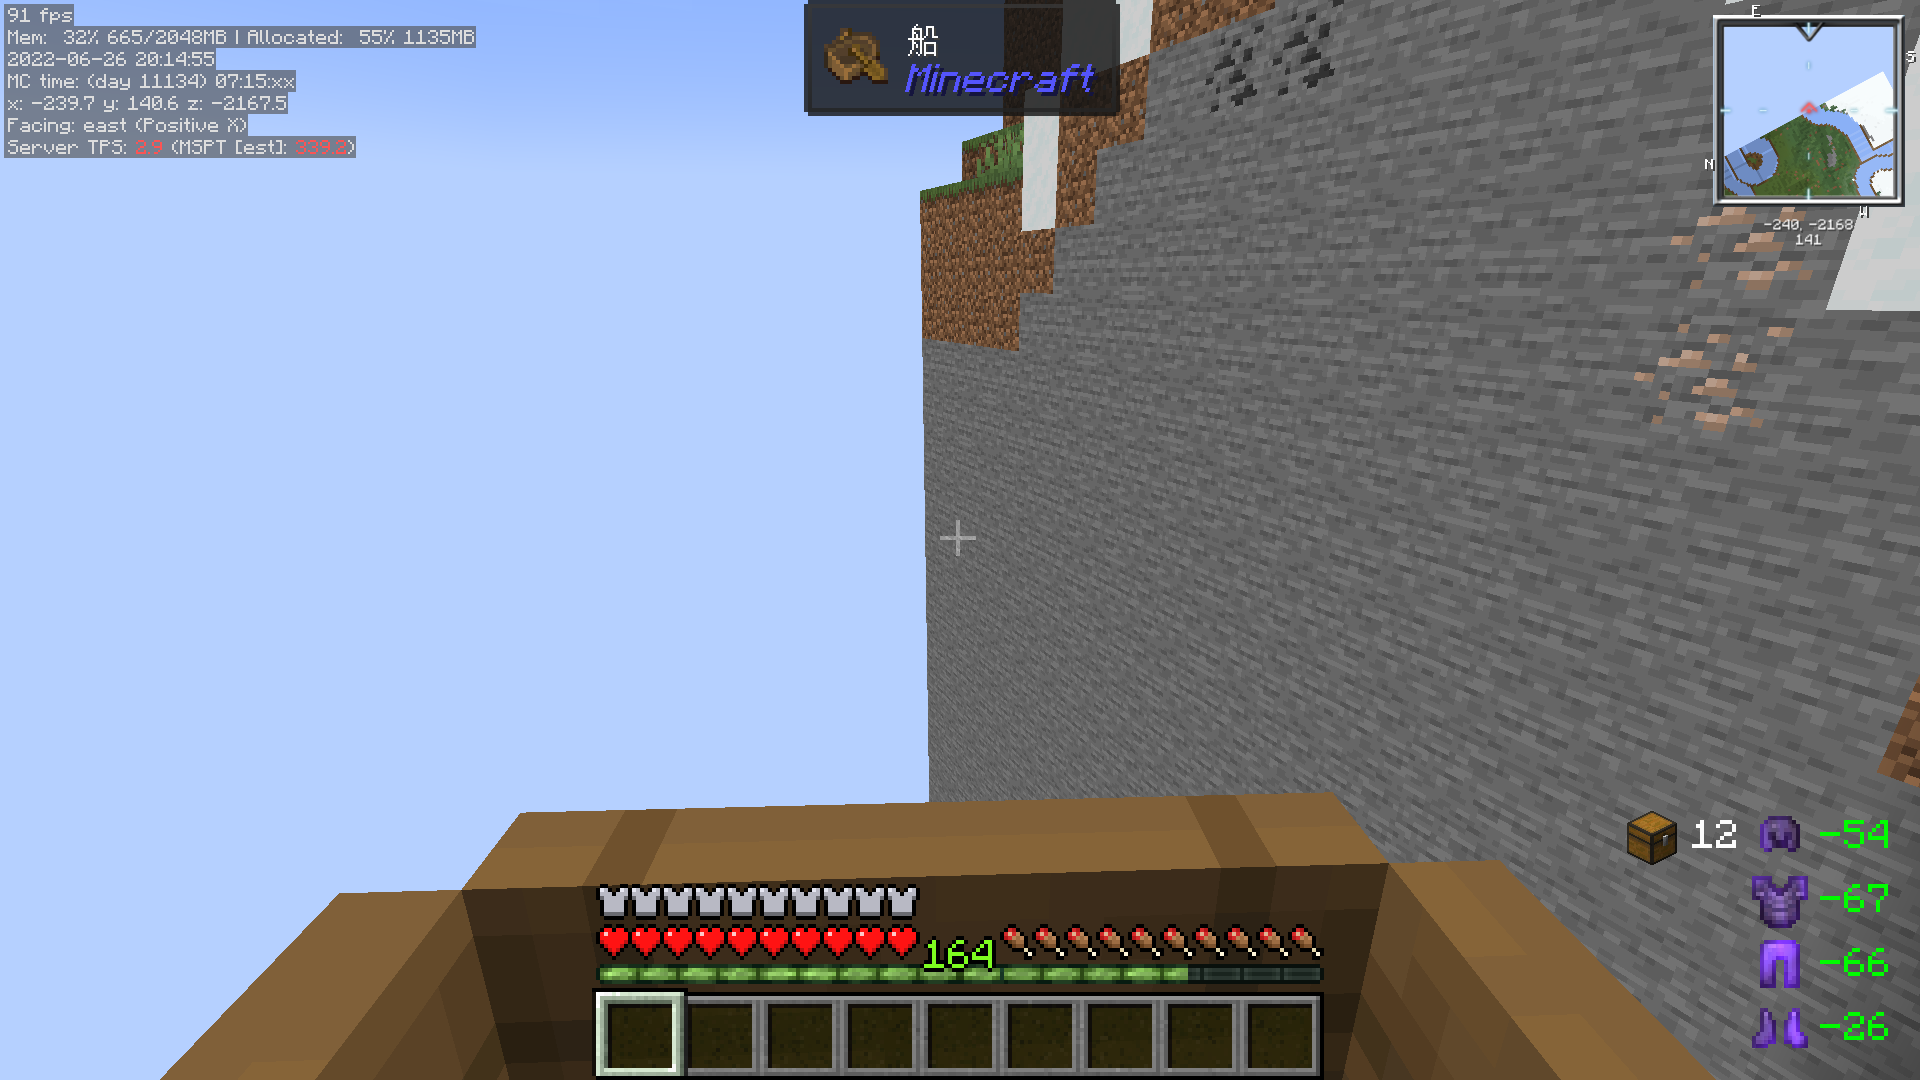 91 fps
Mem: 32% 665/2048MB | Allocated: 55% 1135MB
2022-06-26 20:14:55
MC time: (day 11134) 07:15:xx
x: -239.7 y: 140.6 z: -2167.5
Facing: east (Positive X)
Server TPS: 2.9 (MSPT [est]: 339.2)
船
Minecraft
E
S
N
W
-240, -2168
141
12
-54
-67
-66
-26
164